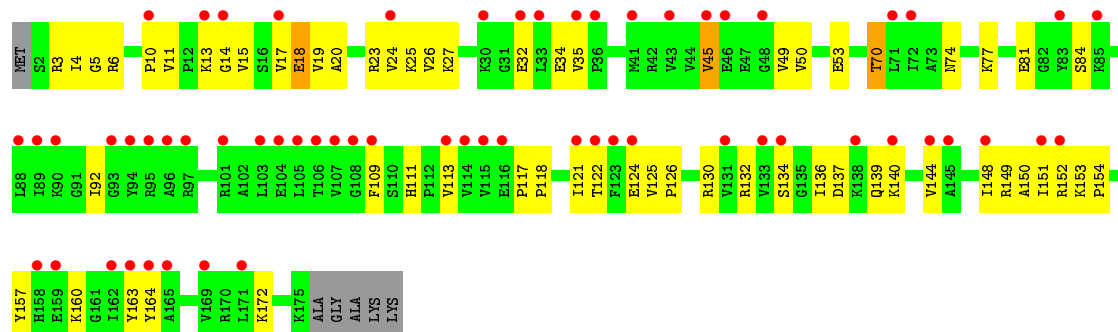 MET S2 R3 I4 G5 R6 P10 V11 P12 K13 G14 V15 S16 V17 E18 V19 A20 R23 V24 K25 V26 K27 K30 G31 E32 L33 E34 V35 P36 M41 R42 V43 V44 V45 E46 E47 G48 V49 V50 E53 T70 L71 I72 A73 N74 K77 E81 G82 Y83 S84 K85
L88 I89 K90 G91 I92 G93 Y94 R95 A96 R97 R101 A102 L103 E104 L105 T106 V107 G108 F109 S110 H111 P112 V113 V114 V115 E116 P117 P118 I121 T122 F123 E124 V125 P126 R130 V131 R132 V133 S134 G135 I136 D137 K138 Q139 K140 V144 A145 I148 R149 A150 I151 R152 K153 P154
Y157 H158 E159 K160 G161 I162 Y163 Y164 A165 V169 R170 L171 K172 K175 ALA GLY ALA LYS LYS